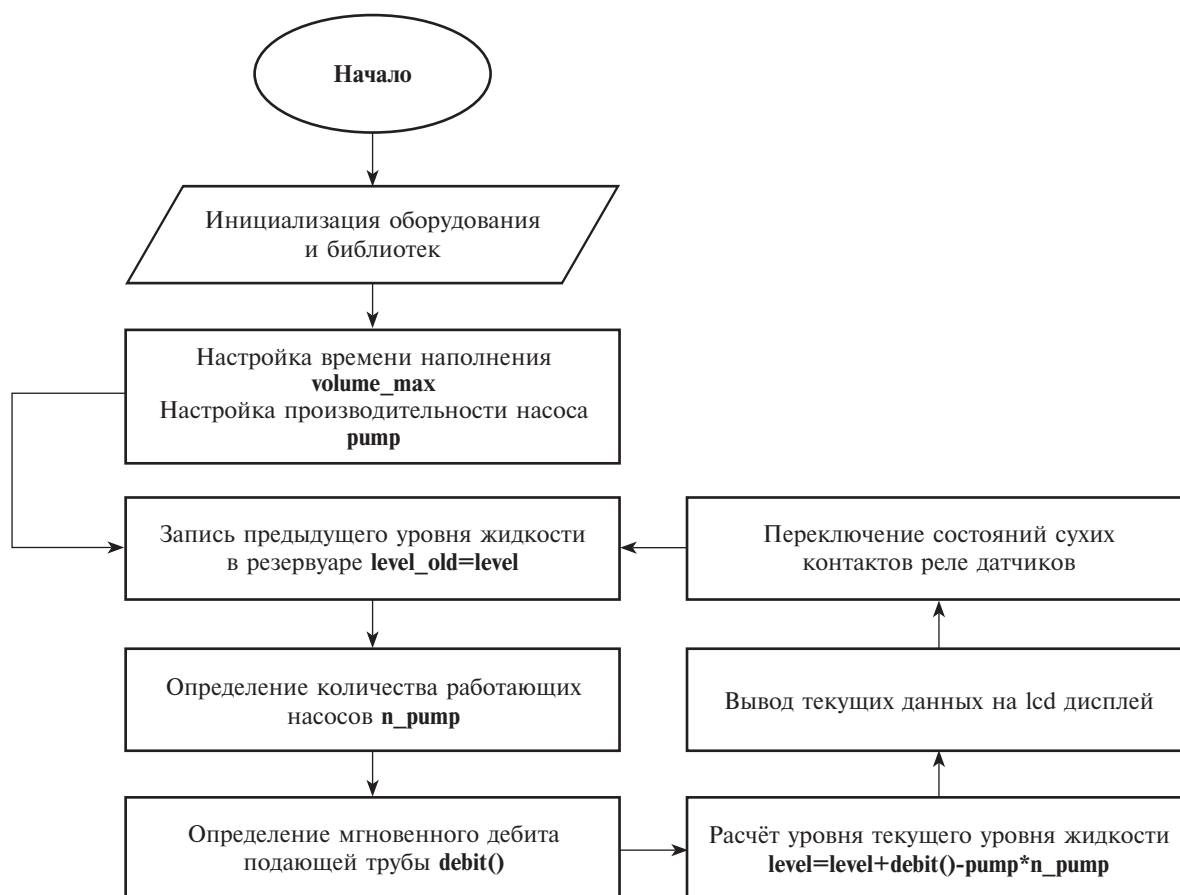 Начало
Инициализация оборудования
и библиотек
Настройка времени наполнения
volume_max
Настройка производительности насоса
pump
Запись предыдущего уровня жидкости
в резервуаре level_old=level
Определение количества работающих
насосов n_pump
Определение мгновенного дебита
подающей трубы debit()
Расчёт уровня текущего уровня жидкости
level=level+debit()-pump*n_pump
Вывод текущих данных на lcd дисплей
Переключение состояний сухих
контактов реле датчиков